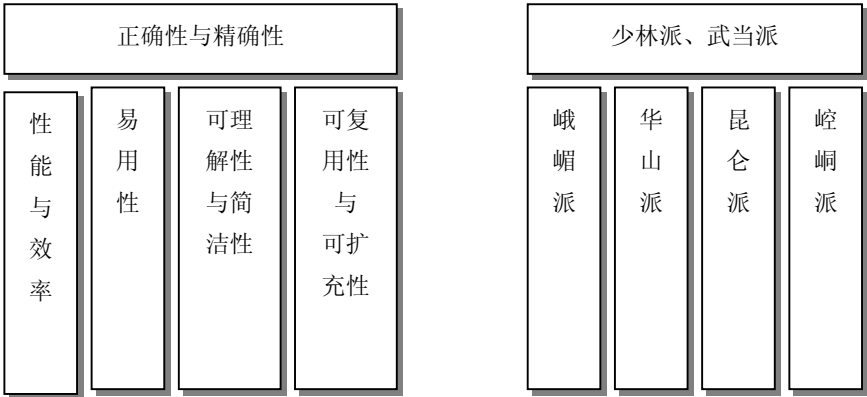 正确性与精确性
性
能
与
效
率
易
用
性
可理
解性
与简
洁性
可复
用性
与
可扩
充性
少林派、武当派
峨
嵋
派
华
山
派
昆
仑
派
崆
峒
派